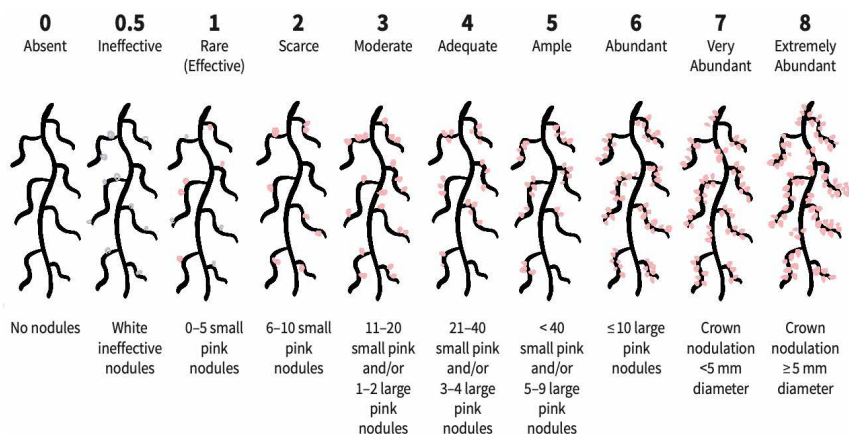 0
Absent
0.5
Ineffective
1
Rare
(Effective)
2
Scarce
3
Moderate
4
Adequate
5
Ample
6
Abundant
7
Very
Abundant
8
Extremely
Abundant
No nodules
White
ineffective
nodules
0–5 small
pink
nodules
6–10 small
pink
nodules
11–20
small pink
and/or
1–2 large
pink
nodules
21–40
small pink
and/or
3–4 large
pink
nodules
< 40
small pink
and/or
5–9 large
pink
nodules
≤10 large
pink
nodules
Crown
nodulation
<5 mm
diameter
Crown
nodulation
≥5 mm
diameter